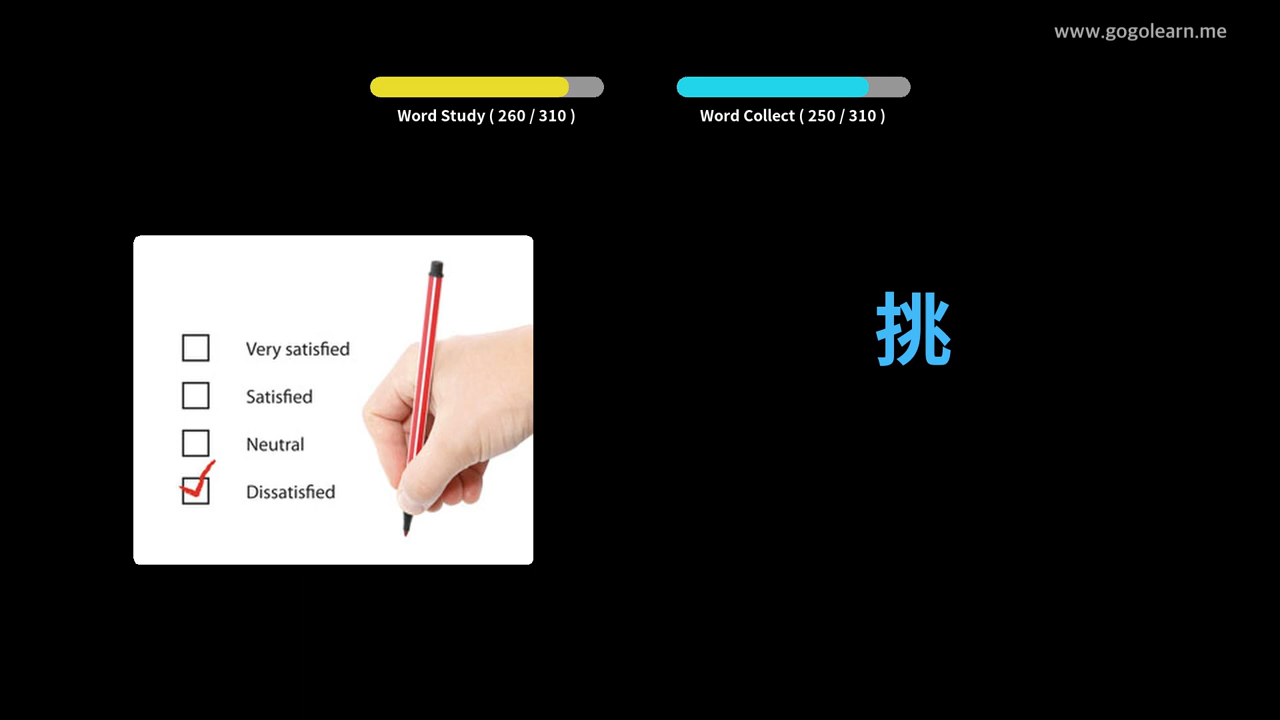 www.gogolearn.me
Word Study ( 260 / 310 )
Word Collect ( 250 / 310 )
Very satisfied
Satisfied
Neutral
Dissatisfied
挑